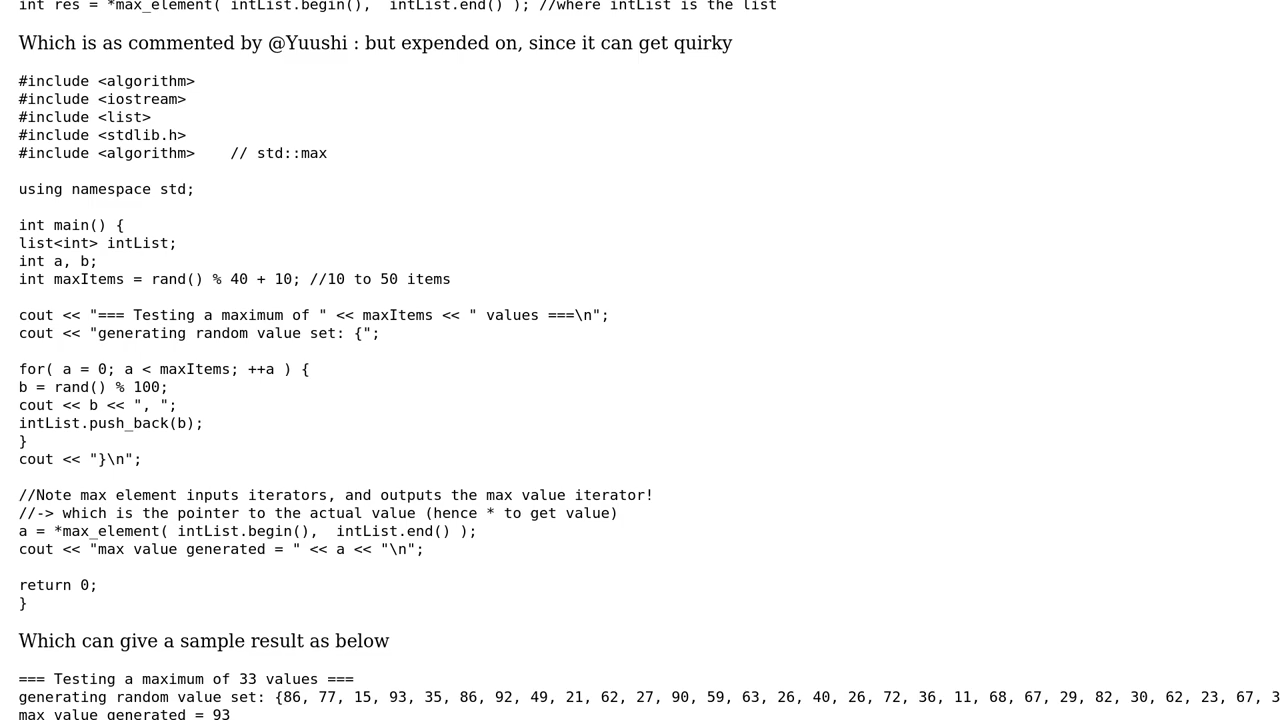 int res = *max_element( intList.begin(),  intList.end() ); //where intList is the list
Which is as commented by @Yuushi : but expended on, since it can get quirky
#include <algorithm>
#include <iostream>
#include <list>
#include <stdlib.h>
#include <algorithm>    // std::max
using namespace std;
int main() {
list<int> intList;
int a, b;
int maxItems = rand() % 40 + 10; //10 to 50 items
cout << "=== Testing a maximum of " << maxItems << " values ===\n";
cout << "generating random value set: {";
for( a = 0; a < maxItems; ++a ) {
b = rand() % 100;
cout << b << ", ";
intList.push_back(b);
}
cout << "}\n";
//Note max element inputs iterators, and outputs the max value iterator!
//-> which is the pointer to the actual value (hence * to get value)
a = *max_element( intList.begin(),  intList.end() );
cout << "max value generated = " << a << "\n";
return 0;
}
Which can give a sample result as below
=== Testing a maximum of 33 values ===
generating random value set: {86, 77, 15, 93, 35, 86, 92, 49, 21, 62, 27, 90, 59, 63, 26, 40, 26, 72, 36, 11, 68, 67, 29, 82, 30, 62, 23, 67, 3
max value generated = 93